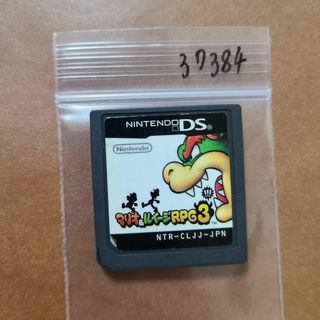 37384
NINTENDO DS
Nintendo
マリオ&ルイージRPG3!!!
NTR-CLJJ-JPN